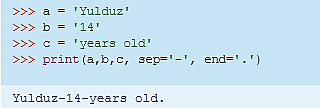 >>> a = 'Yulduz'
>>> b = '14'
>>> c = 'years old'
>>> print(a,b,c, sep='-', end='.')
Yulduz-14-years old.